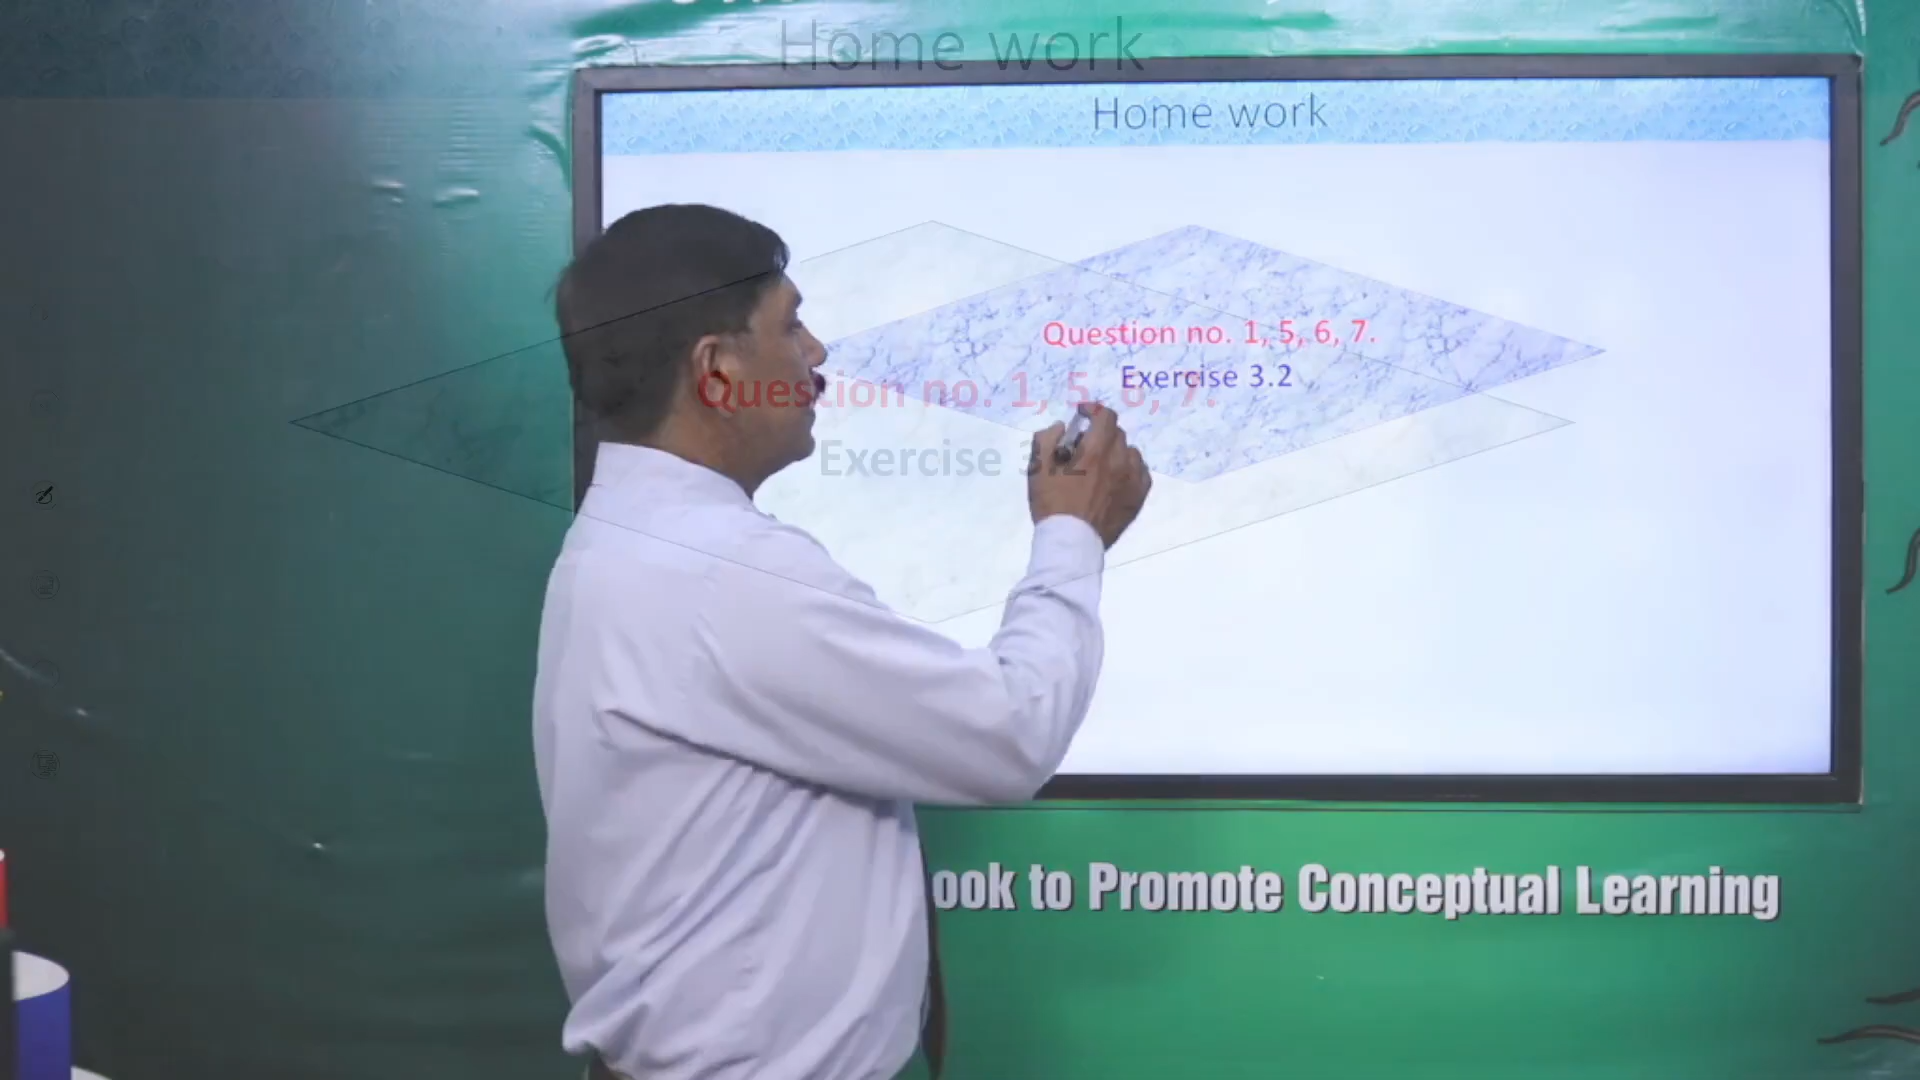 Home work
Home work
Question no. 1, 5, 6, 7.
Exercise 3.2
Question no. 1, 5, 6, 7.
Exercise 3.2
to Promote Conceptual Learning